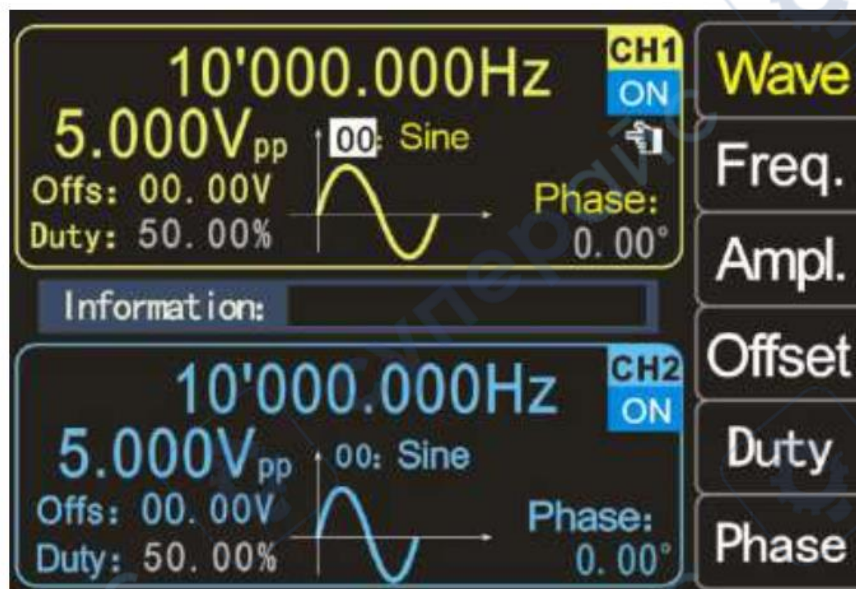 10'000.000Hz
CH1
ON
5.000Vpp
00: Sine
Offs: 00.00V
Duty: 50.00%
Phase:
0.00°
Information:
10'000.000Hz
CH2
ON
5.000Vpp
00: Sine
Offs: 00.00V
Duty: 50.00%
Phase:
0.00°
Wave
Freq.
Ampl.
Offset
Duty
Phase
суперайс